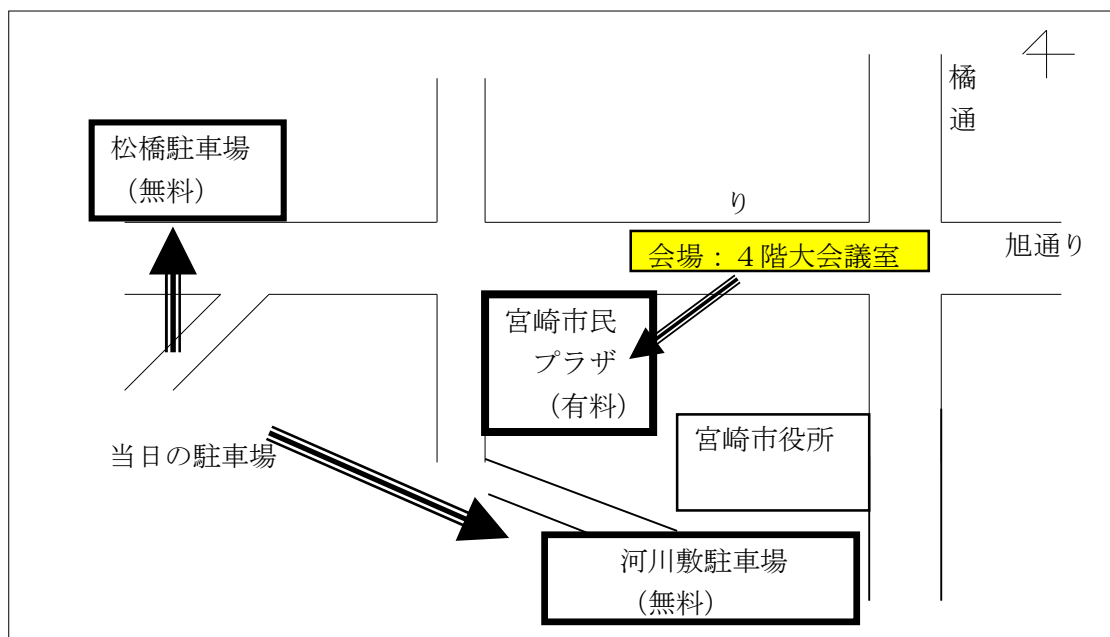 橘
通
松橋駐車場
（無料）
り
会場：４階大会議室
旭通り
宮崎市民
プラザ
（有料）
宮崎市役所
当日の駐車場
河川敷駐車場
（無料）